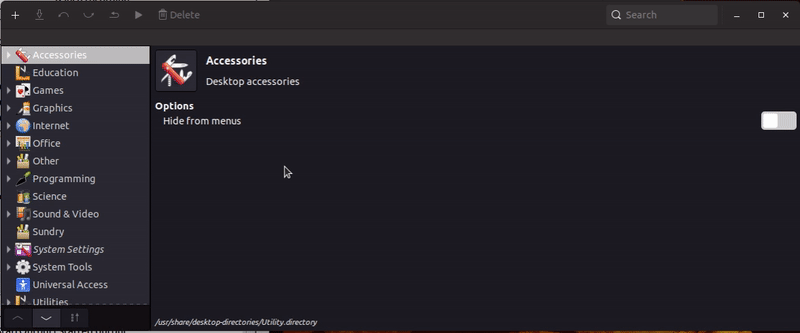 Delete
Search
Accessories
Education
Games
Graphics
Internet
Office
Other
Programming
Science
Sound & Video
Sundry
System Settings
System Tools
Universal Access
Utilities
Accessories
Desktop accessories
Options
Hide from menus
/usr/share/desktop-directories/Utility.directory